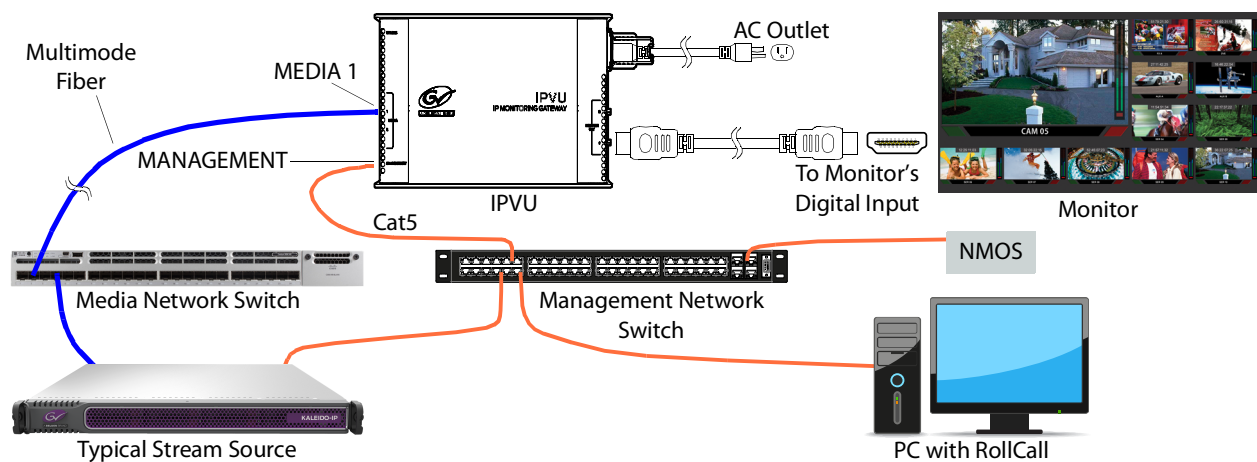 Multimode
Fiber
MEDIA 1
MANAGEMENT
IPVU
IP MONITORING GATEWAY
IPVU
AC Outlet
To Monitor's
Digital Input
CAM 05
Monitor
Cat5
NMOS
Media Network Switch
Management Network
Switch
KALEIDO-IP
Typical Stream Source
PC with RollCall